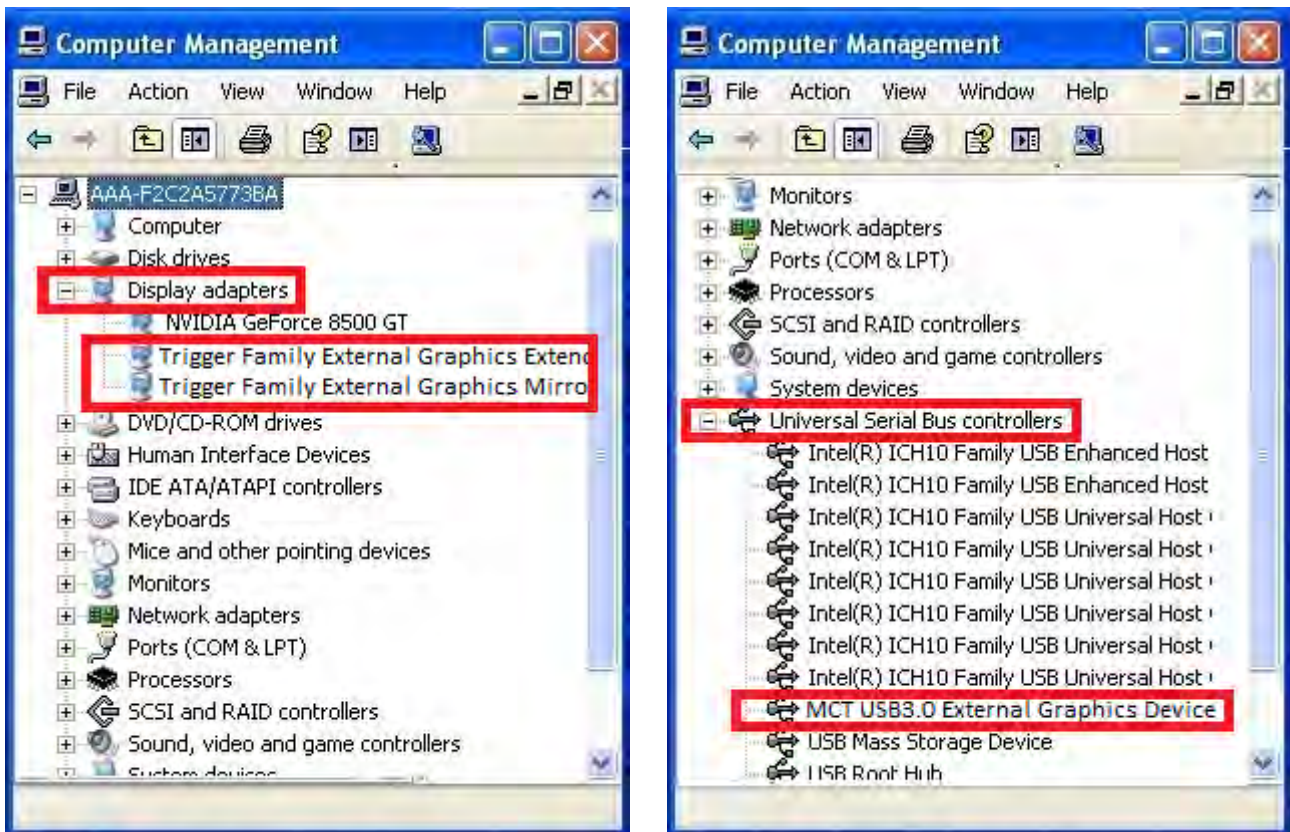 Computer Management
File Action View Window Help
AAA-F2C2A5773BA
Computer
Disk drives
Display adapters
NVIDIA GeForce 8500 GT
Trigger Family External Graphics Extend
Trigger Family External Graphics Mirro
DVD/CD-ROM drives
Human Interface Devices
IDE ATA/ATAPI controllers
Keyboards
Mice and other pointing devices
Monitors
Network adapters
Ports (COM & LPT)
Processors
SCSI and RAID controllers
Sound, video and game controllers
System devices
Computer Management
File Action View Window Help
Monitors
Network adapters
Ports (COM & LPT)
Processors
SCSI and RAID controllers
Sound, video and game controllers
System devices
Universal Serial Bus controllers
Intel(R) ICH10 Family USB Enhanced Host
Intel(R) ICH10 Family USB Enhanced Host
Intel(R) ICH10 Family USB Universal Host
Intel(R) ICH10 Family USB Universal Host
Intel(R) ICH10 Family USB Universal Host
Intel(R) ICH10 Family USB Universal Host
Intel(R) ICH10 Family USB Universal Host
Intel(R) ICH10 Family USB Universal Host
MCT USB3.0 External Graphics Device
USB Mass Storage Device
USB Root Hub